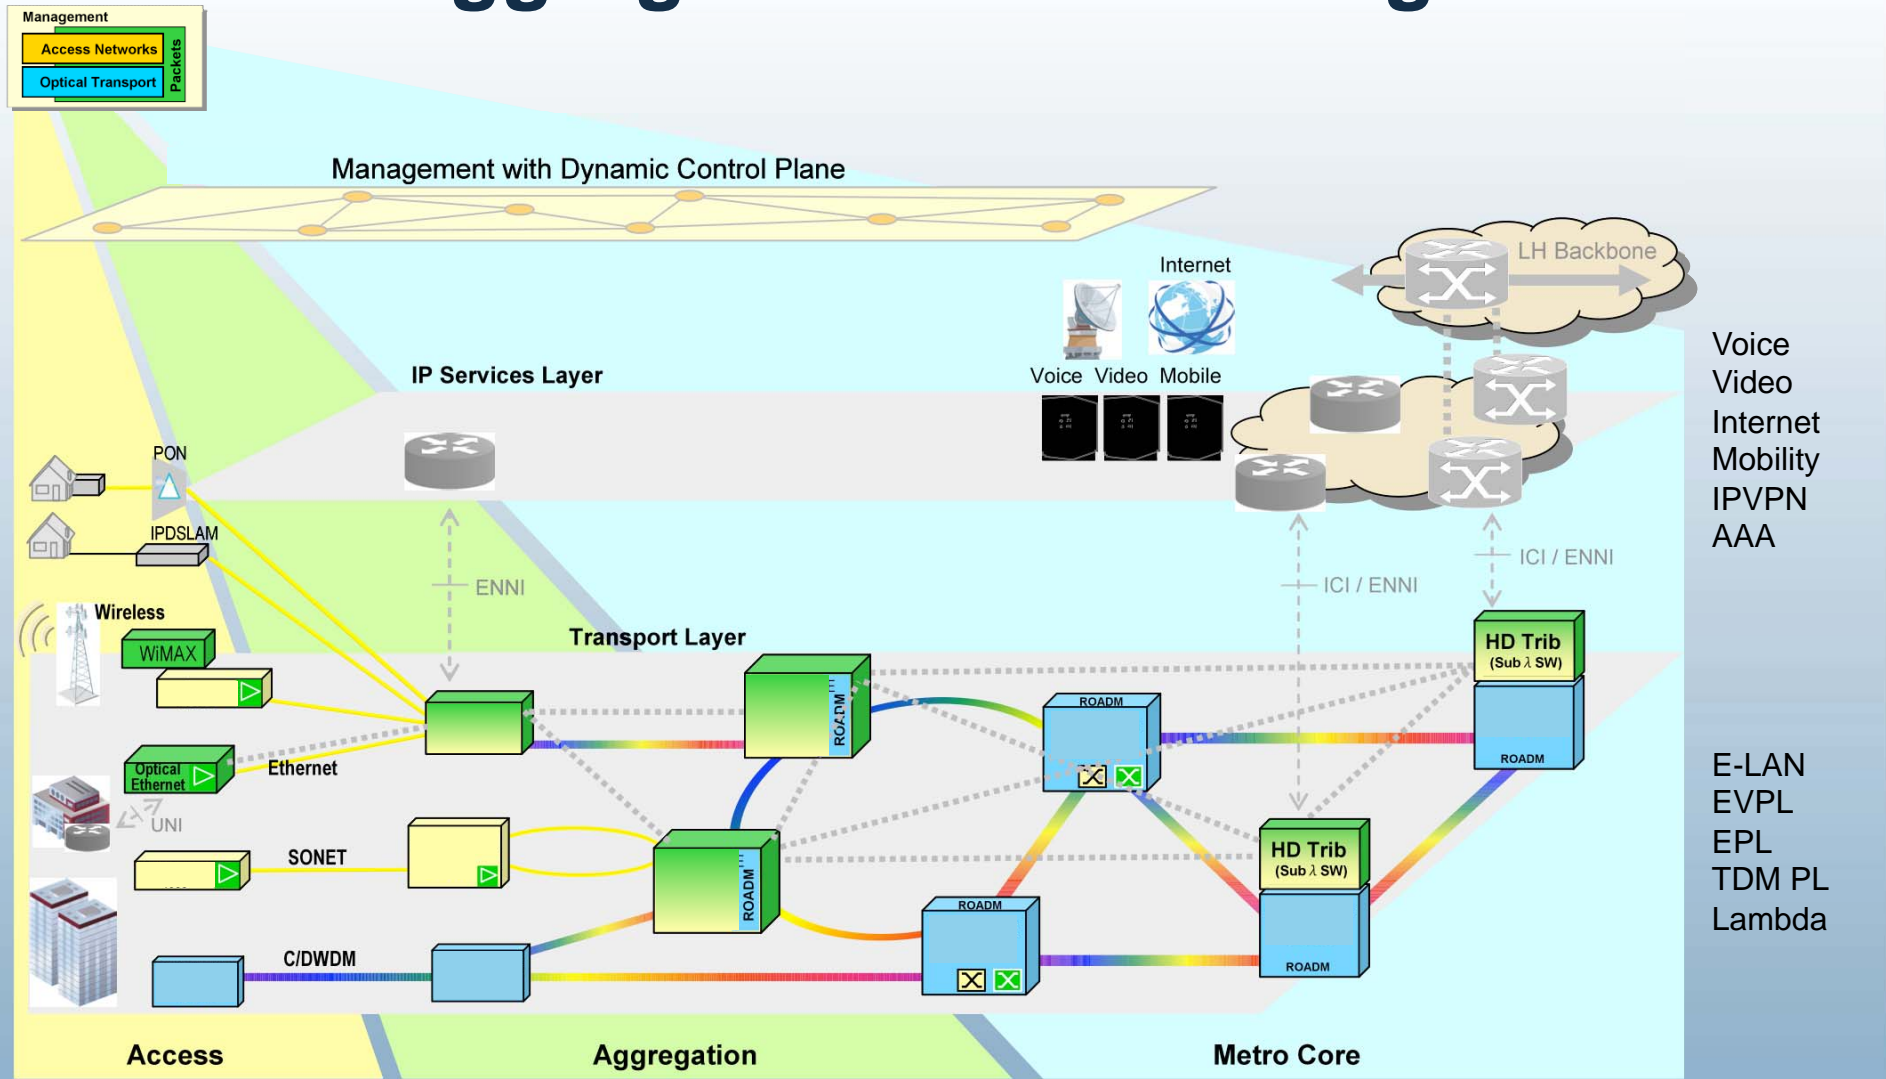 Management
Access Networks
Optical Transport
Packets
Management with Dynamic Control Plane
LH Backbone
Internet
IP Services Layer
Voice Video Mobile
Voice
Video
Internet
Mobility
IPVPN
AAA
PON
IPDSLAM
ENNI
ICI / ENNI
ICI / ENNI
Wireless
WiMAX
Transport Layer
HD Trib
(Sub λ SW)
ROADM
ROADM
ROADM
Optical
Ethernet
Ethernet
UNI
SONET
ROADM
HD Trib
(Sub λ SW)
ROADM
ROADM
C/DWDM
E-LAN
EVPL
EPL
TDM PL
Lambda
Access
Aggregation
Metro Core